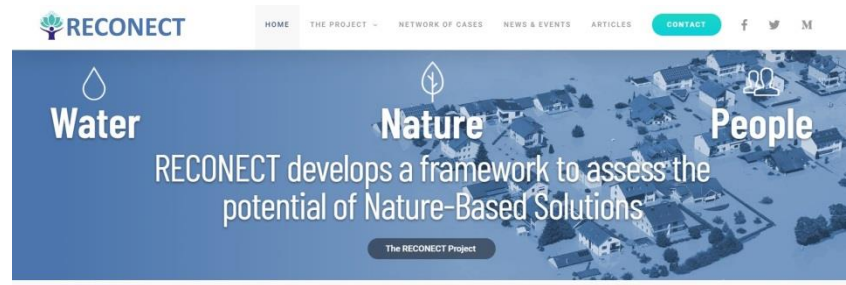 RECONECT
HOME THE PROJECT NETWORK OF CASES NEWS & EVENTS ARTICLES CONTACT
Water Nature People
RECONECT develops a framework to assess the
potential of Nature-Based Solutions
The RECONECT Project